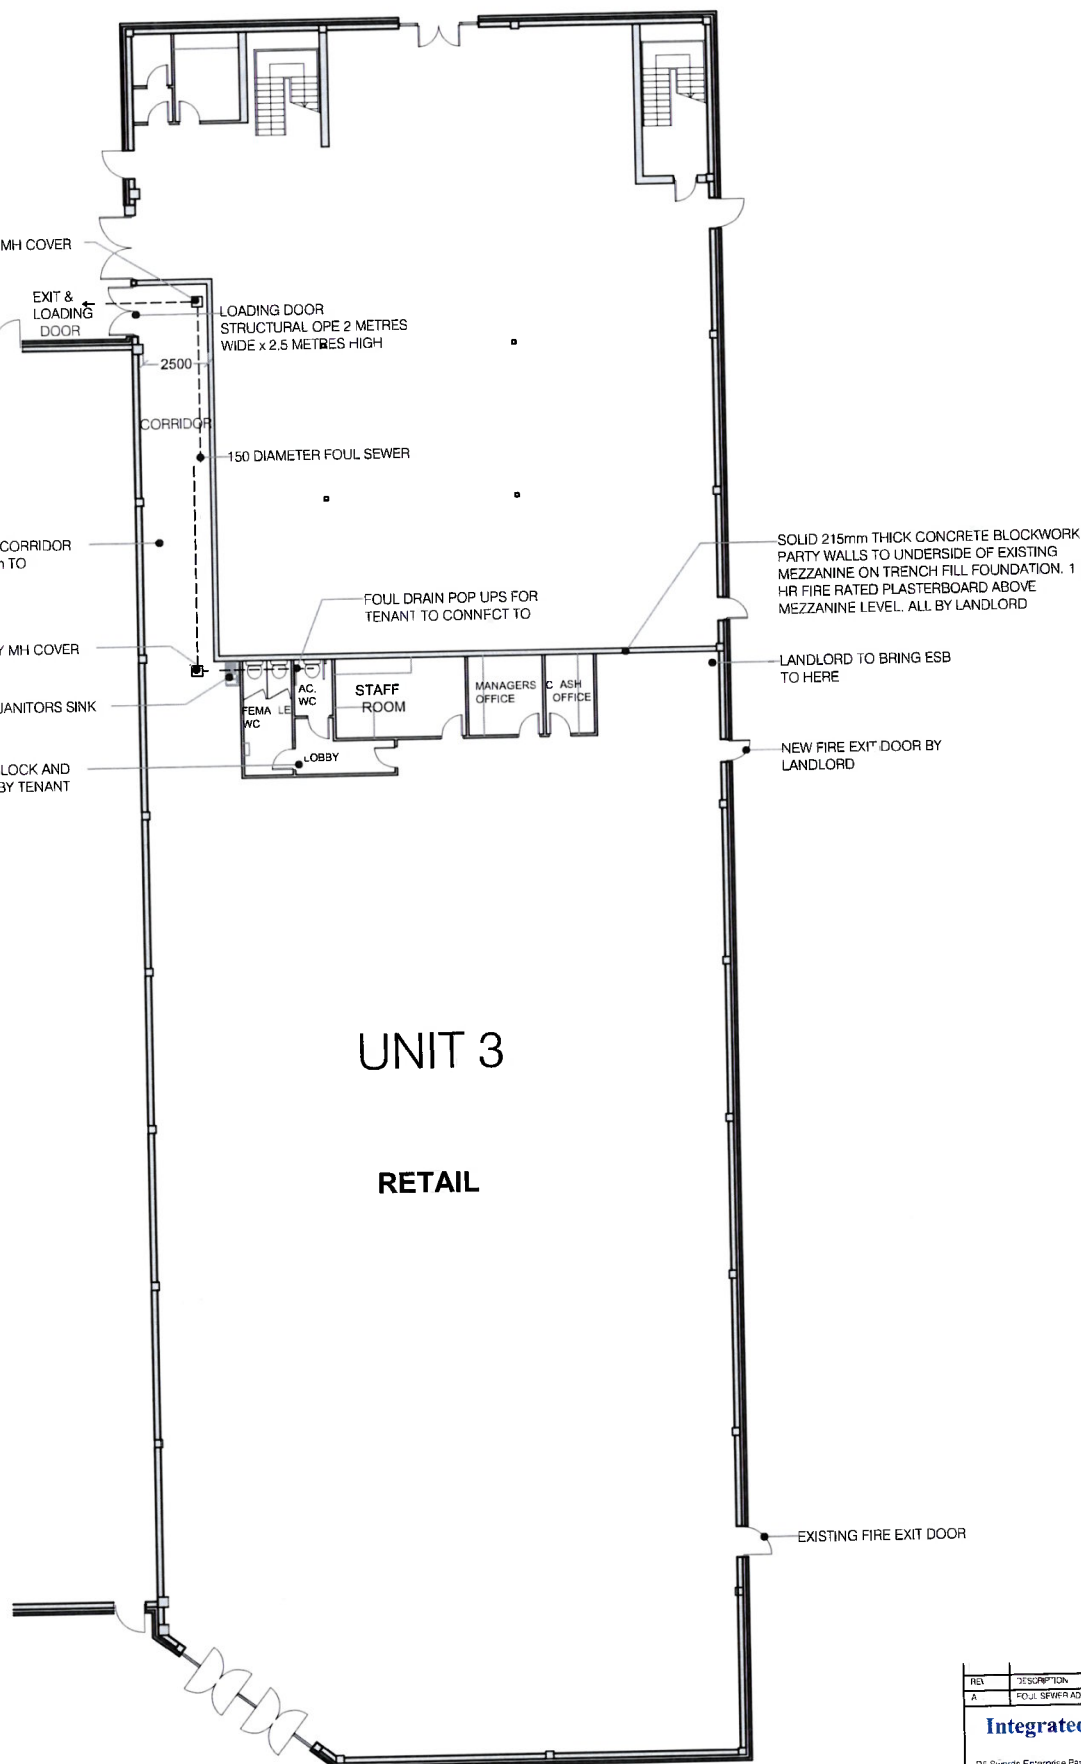 MH COVER
EXIT &
LOADING
DOOR
LOADING DOOR
STRUCTURAL OPE 2 METRES
WIDE x 2.5 METRES HIGH
2500
CORRIDOR
150 DIAMETER FOUL SEWER
CORRIDOR
TO
SOLID 215mm THICK CONCRETE BLOCKWORK
PARTY WALLS TO UNDERSIDE OF EXISTING
MEZZANINE ON TRENCH FILL FOUNDATION. 1
HR FIRE RATED PLASTERBOARD ABOVE
MEZZANINE LEVEL. ALL BY LANDLORD
FOUL DRAIN POP UPS FOR
TENANT TO CONNECT TO
Y MH COVER
LANDLORD TO BRING ESB
TO HERE
JANITORS SINK
FEMA LE
WC
AC.
WC
STAFF
ROOM
MANAGERS
OFFICE
C ASH
OFFICE
LOBBY
NEW FIRE EXIT DOOR BY
LANDLORD
LOCK AND
BY TENANT
UNIT 3
RETAIL
EXISTING FIRE EXIT DOOR
REV DESCRIPTION
A FOUL SEWER AD
Integrated
Swords Enterprise Par